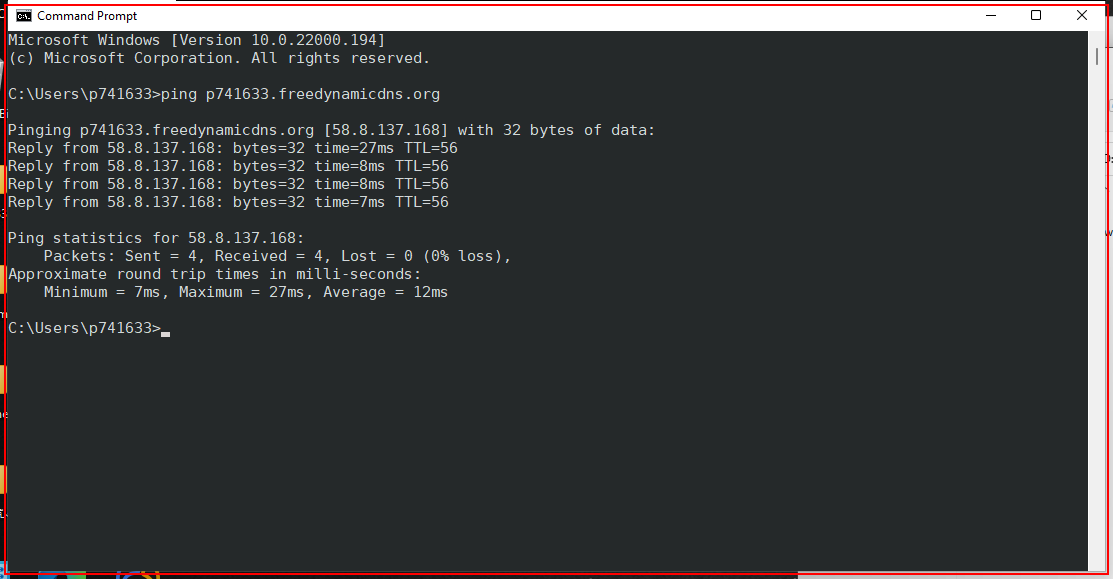 Command Prompt
Microsoft Windows [Version 10.0.22000.194]
(c) Microsoft Corporation. All rights reserved.
C:\Users\p741633>ping p741633.freedynamicdns.org
Pinging p741633.freedynamicdns.org [58.8.137.168] with 32 bytes of data:
Reply from 58.8.137.168: bytes=32 time=27ms TTL=56
Reply from 58.8.137.168: bytes=32 time=8ms TTL=56
Reply from 58.8.137.168: bytes=32 time=8ms TTL=56
Reply from 58.8.137.168: bytes=32 time=7ms TTL=56
Ping statistics for 58.8.137.168:
    Packets: Sent = 4, Received = 4, Lost = 0 (0% loss),
Approximate round trip times in milli-seconds:
    Minimum = 7ms, Maximum = 27ms, Average = 12ms
C:\Users\p741633>